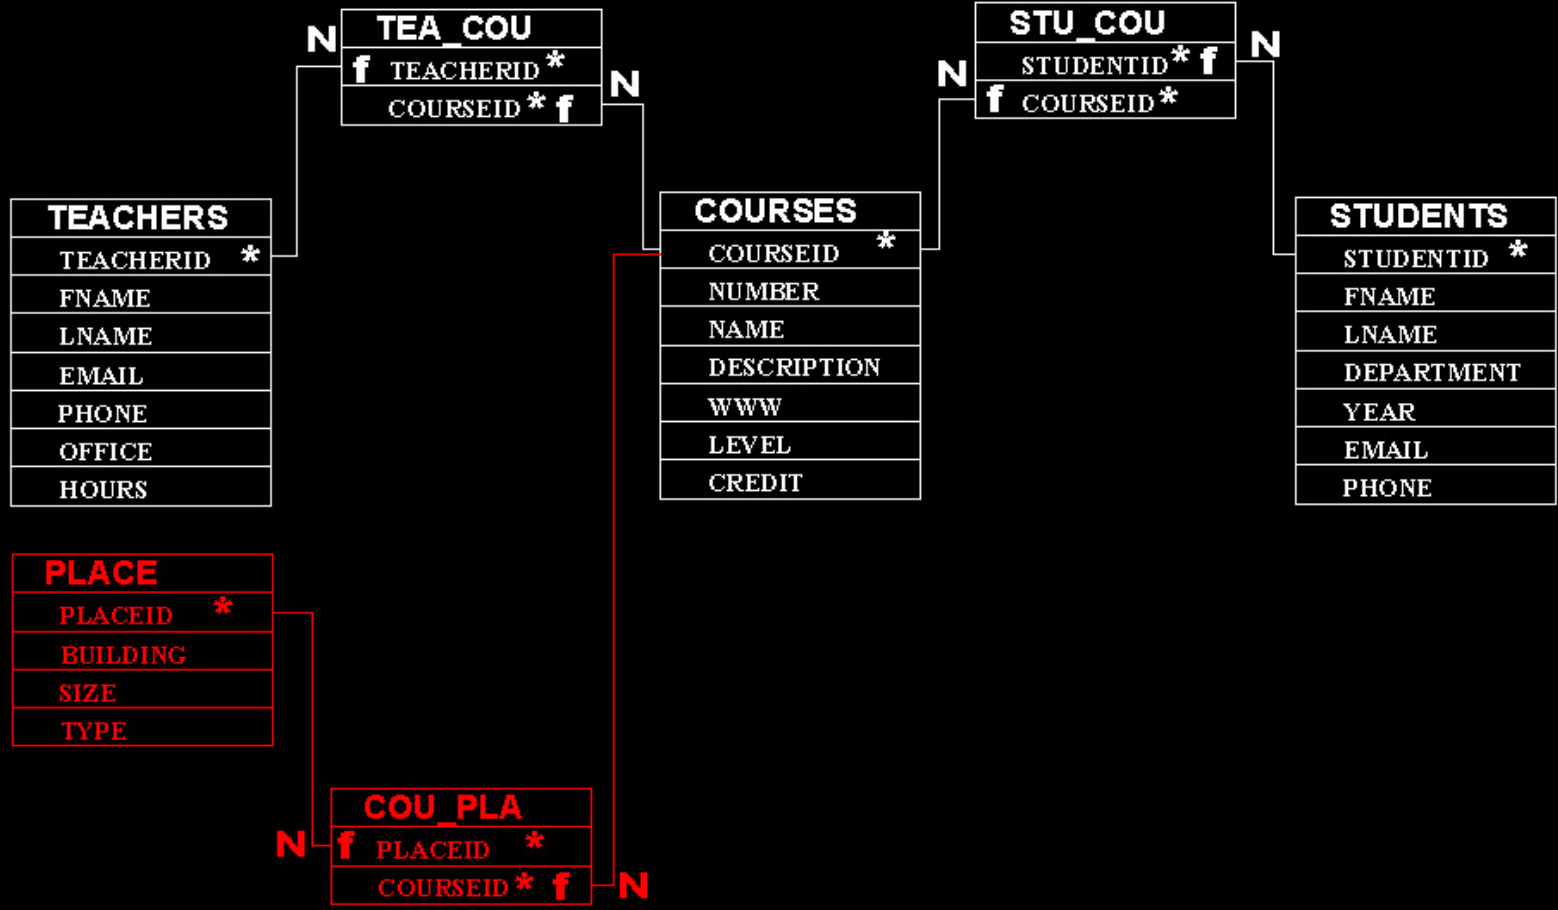 N
TEA_COU
f TEACHERID *
COURSEID * f
N
STU_COU
STUDENTID * f
N
N
f COURSEID *
TEACHERS
TEACHERID *
FNAME
LNAME
EMAIL
PHONE
OFFICE
HOURS
COURSES
COURSEID *
NUMBER
NAME
DESCRIPTION
WWW
LEVEL
CREDIT
STUDENTS
STUDENTID *
FNAME
LNAME
DEPARTMENT
YEAR
EMAIL
PHONE
PLACE
PLACEID *
BUILDING
SIZE
TYPE
COU_PLA
N
f PLACEID *
COURSEID * f
N